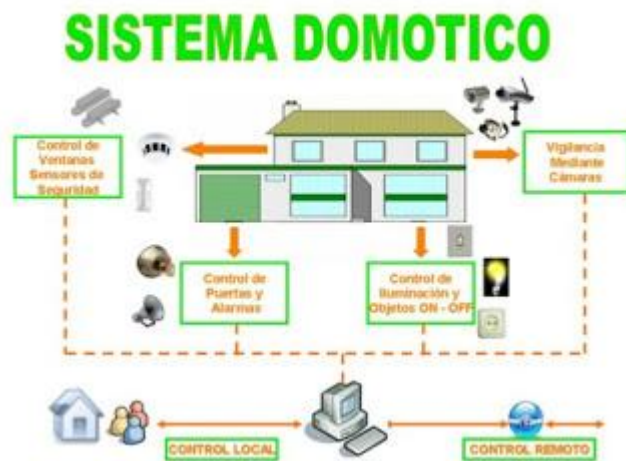 SISTEMA DOMOTICO
Control de
Ventanas
Sensores de
Seguridad
Vigilancia
Mediante
Cámaras
Control de
Puertas y
Alarmas
Control de
Iluminación y
Objetos ON - OFF
CONTROL LOCAL
CONTROL REMOTO